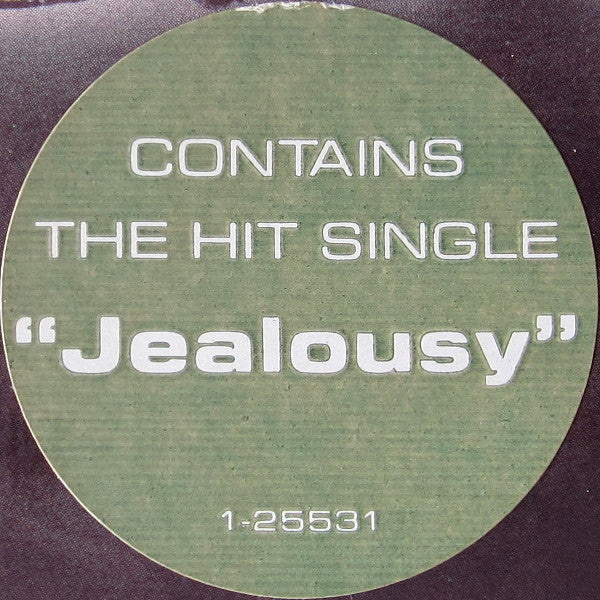 CONTAINS
THE HIT SINGLE
“Jealousy”
1-25531